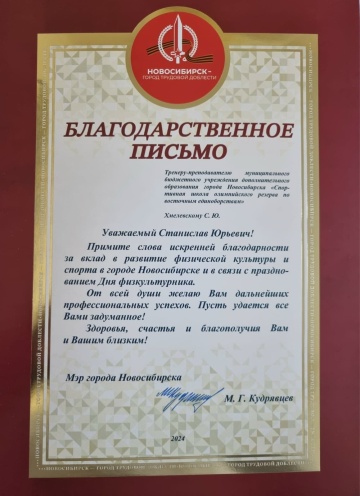 НОВОСИБИРСК–
ГОРОД ТРУДОВОЙ ДОБЛЕСТИ
БЛАГОДАРСТВЕННОЕ
ПИСЬМО
Тренеру-преподавателю муниципального
бюджетного учреждения дополнительного
образования города Новосибирска «Спор-
тивная школа олимпийского резерва по
восточным единоборствам»
Хмелевскому С. Ю.
Уважаемый Станислав Юрьевич!
Примите слова искренней благодарности
за вклад в развитие физической культуры и
спорта в городе Новосибирске и в связи с праздно-
ванием Дня физкультурника.
От всей души желаю Вам дальнейших
профессиональных успехов. Пусть удается все
Вами задуманное!
Здоровья, счастья и благополучия Вам
и Вашим близким!
Мэр города Новосибирска
М. Г. Кудрявцев
2024